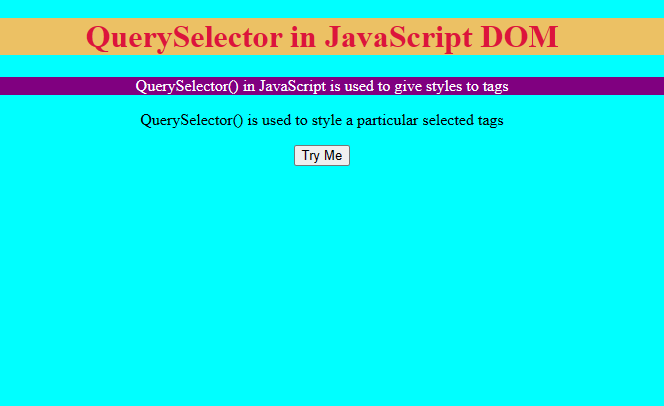 QuerySelector in JavaScript DOM
QuerySelector() in JavaScript is used to give styles to tags
QuerySelector() is used to style a particular selected tags
Try Me